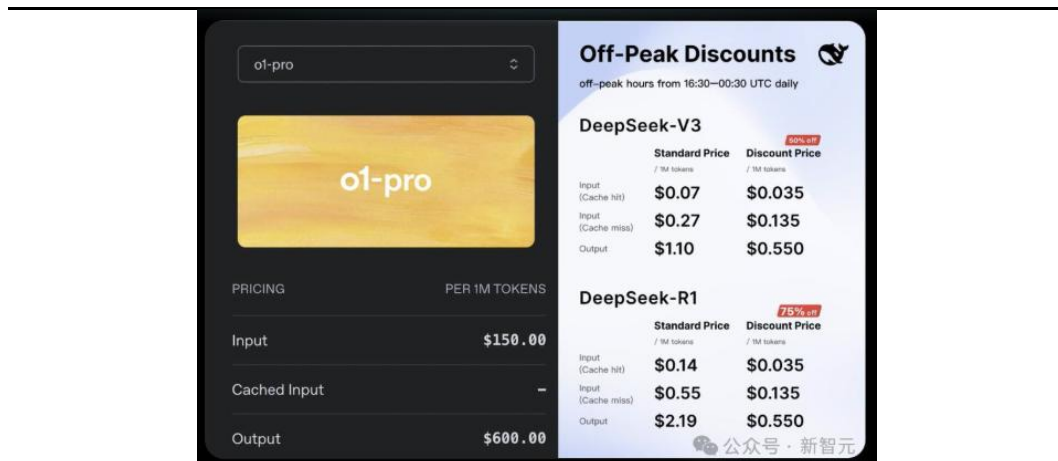 o1-pro
o1-pro
PRICING PER 1M TOKENS
Input $150.00
Cached Input –
Output $600.00
Off-Peak Discounts
off-peak hours from 16:30—00:30 UTC daily
DeepSeek-V3
50% off
Standard Price Discount Price
/ 1M tokens / 1M tokens
Input
(Cache hit) $0.07 $0.035
Input
(Cache miss) $0.27 $0.135
Output $1.10 $0.550
DeepSeek-R1
75% off
Standard Price Discount Price
/ 1M tokens / 1M tokens
Input
(Cache hit) $0.14 $0.035
Input
(Cache miss) $0.55 $0.135
Output $2.19 $0.550
公众号 · 新智元